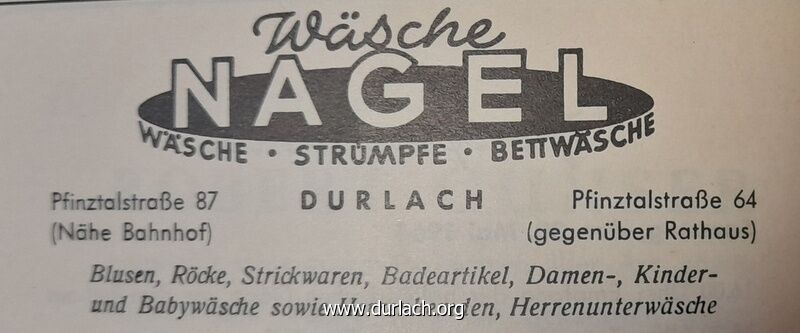 Wäsche
NAGEL
WÄSCHE · STRÜMPFE · BETTWÄSCHE
Pfinztalstraße 87 DURLACH Pfinztalstraße 64
(Nähe Bahnhof) (gegenüber Rathaus)
Blusen, Röcke, Strickwaren, Badeartikel, Damen-, Kinder-
und Babywäsche sowie Herrenhemden, Herrenunterwäsche
www.durlach.org